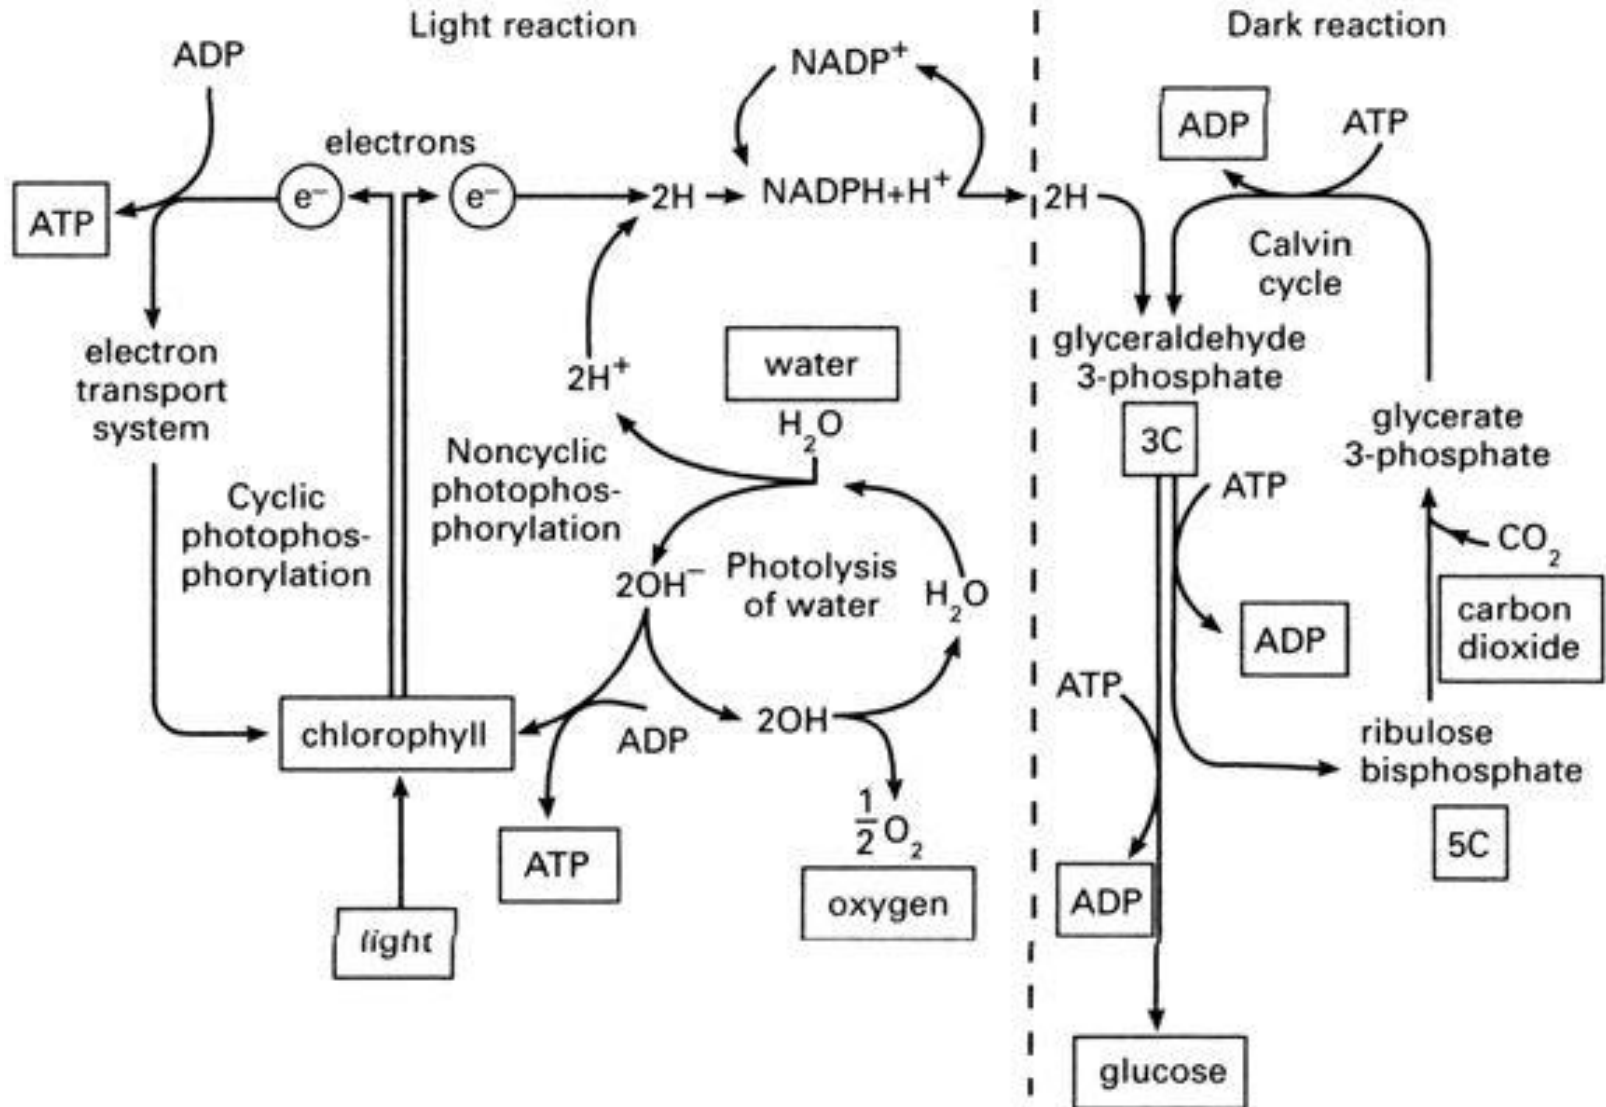 Light reaction
Dark reaction
ADP
NADP⁺
ADP
ATP
electrons
ATP
e⁻
e⁻
2H
NADPH+H⁺
2H
Calvin
cycle
electron
transport
system
2H⁺
water
H₂O
glyceraldehyde
3-phosphate
3C
glycerate
3-phosphate
Cyclic
photophos-
phorylation
Noncyclic
photophos-
phorylation
ATP
CO₂
carbon
dioxide
2OH⁻
Photolysis
of water
H₂O
ADP
ATP
chlorophyll
ADP
2OH
ribulose
bisphosphate
5C
ATP
½O₂
oxygen
ADP
light
glucose